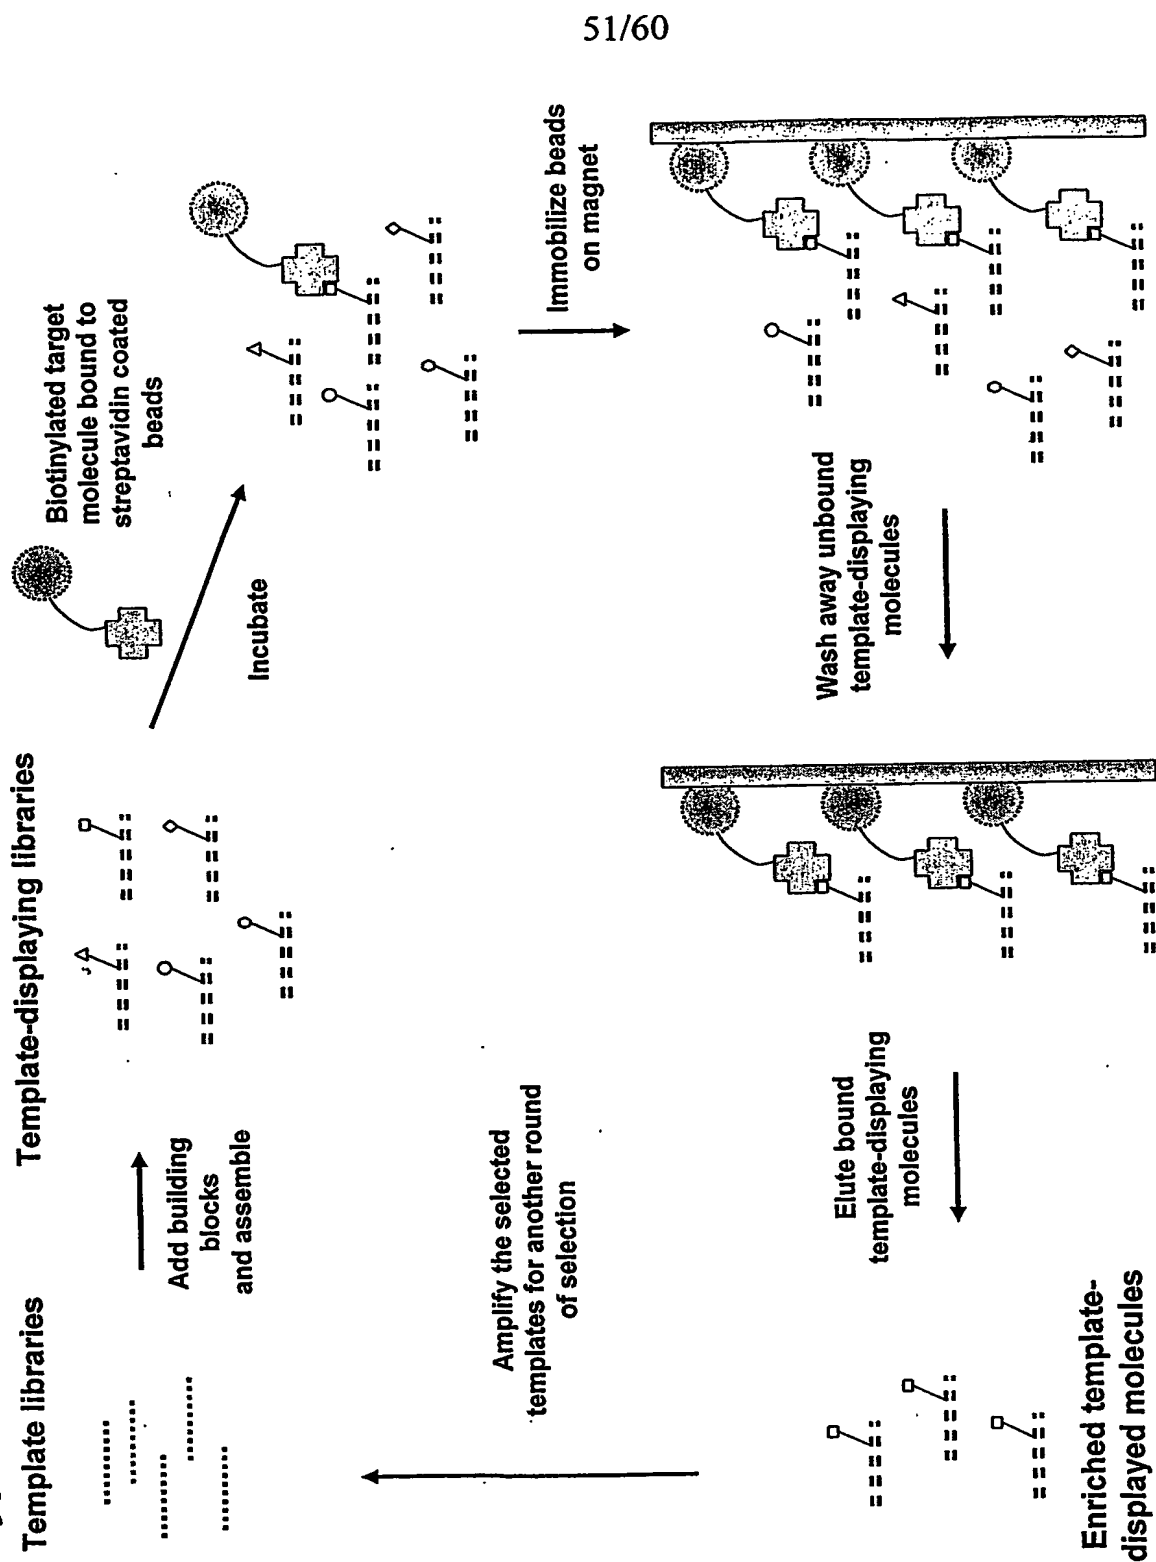 51/60
Template libraries
Add building
blocks
and assemble
Template-displaying libraries
Incubate
Biotinylated target
molecule bound to
streptavidin coated
beads
Immobilize beads
on magnet
Wash away unbound
template-displaying
molecules
Elute bound
template-displaying
molecules
Enriched template-
displayed molecules
Amplify the selected
templates for another round
of selection